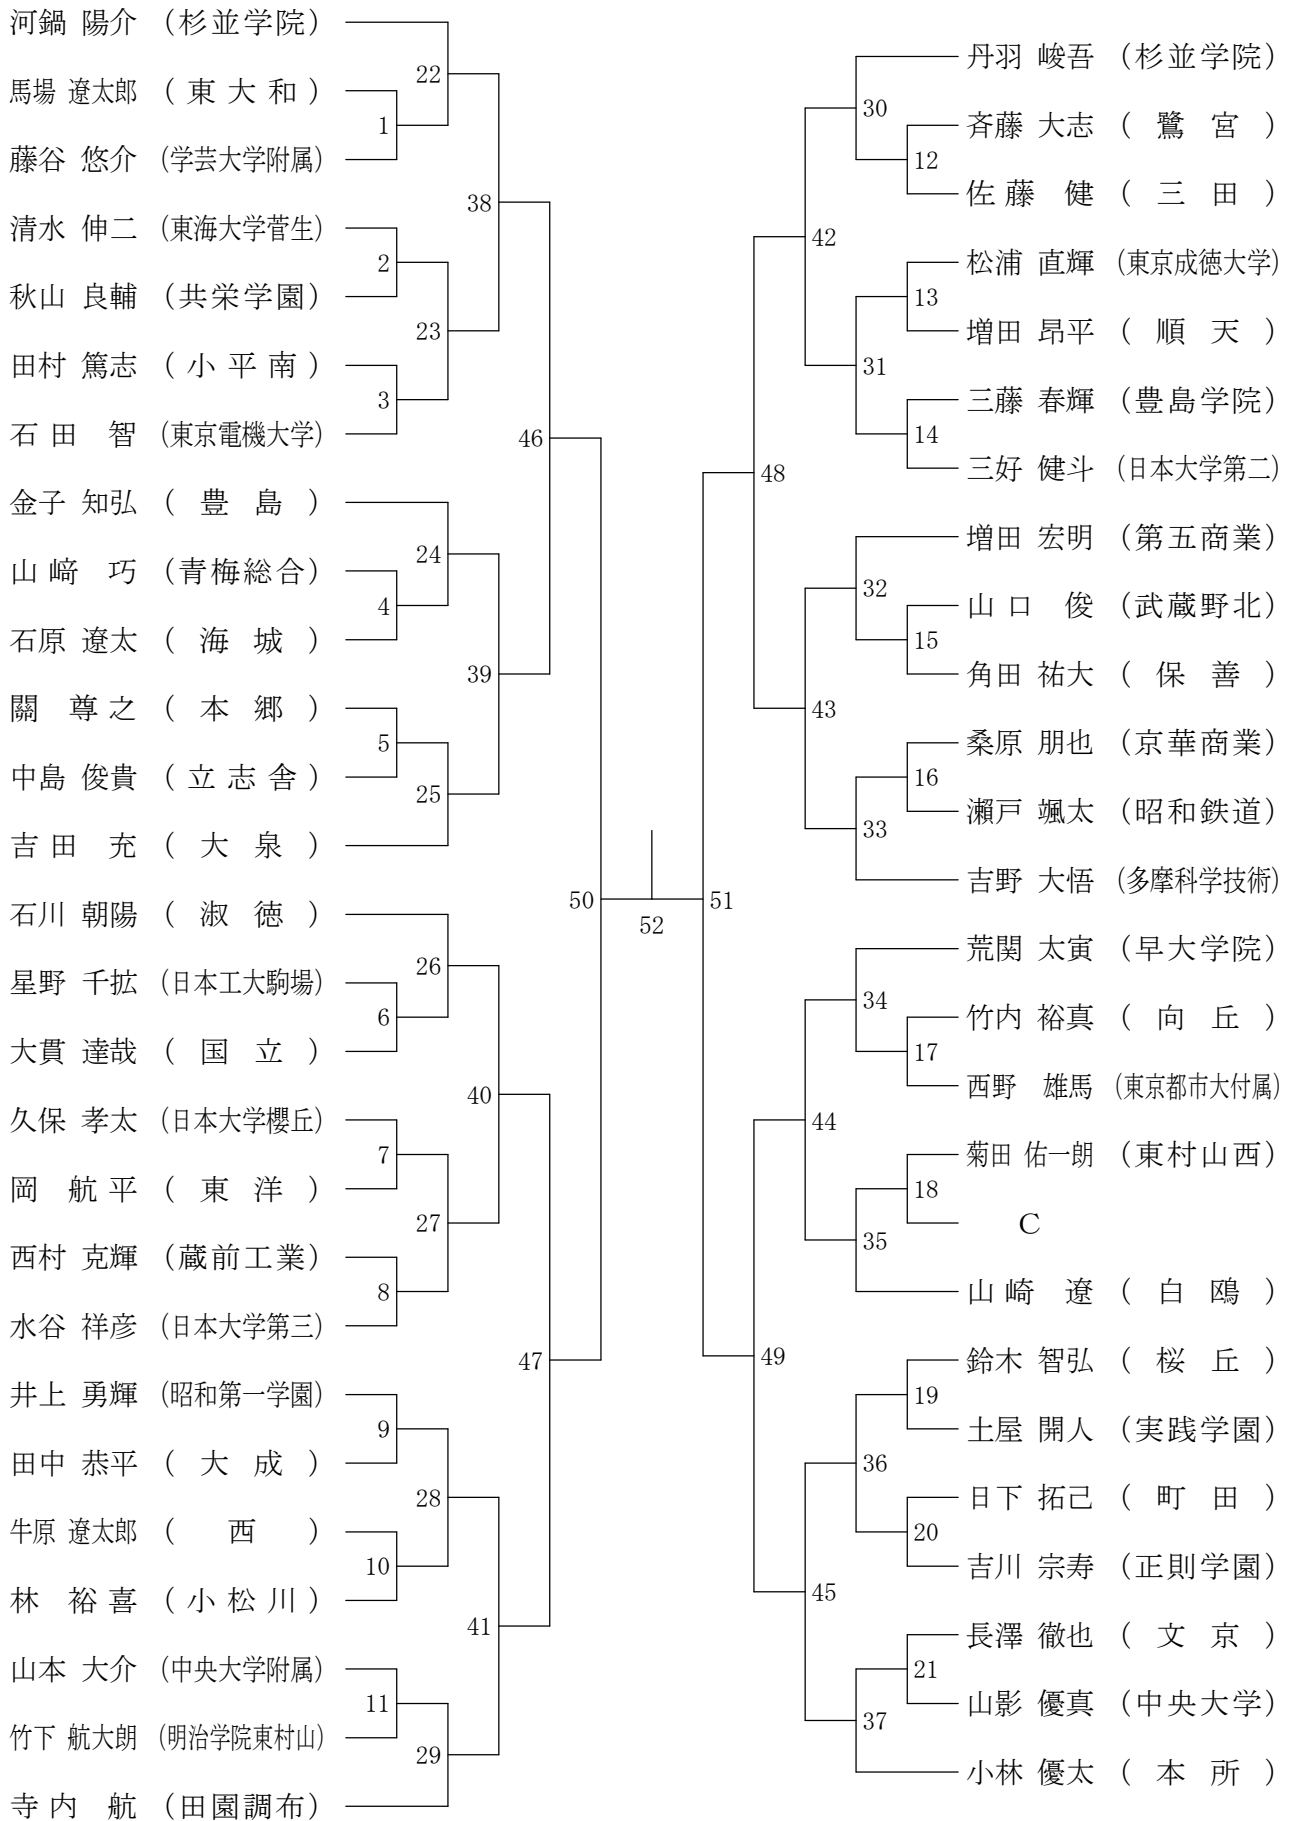 河鍋 陽介 （杉並学院）
22
馬場 遼太郎 （東大和）
1
藤谷 悠介 （学芸大学附属）
38
清水 伸二 （東海大学菅生）
2
秋山 良輔 （共栄学園）
23
田村 篤志 （小平南）
3
石田 智 （東京電機大学）
46
金子 知弘 （豊島）
24
山﨑 巧 （青梅総合）
4
石原 遼太 （海城）
39
關 尊之 （本郷）
5
中島 俊貴 （立志舎）
25
吉田 充 （大泉）
50
石川 朝陽 （淑徳）
26
星野 千拡 （日本工大駒場）
6
大貫 達哉 （国立）
40
久保 孝太 （日本大学櫻丘）
7
岡 航平 （東洋）
27
西村 克輝 （蔵前工業）
8
水谷 祥彦 （日本大学第三）
47
井上 勇輝 （昭和第一学園）
9
田中 恭平 （大成）
28
牛原 遼太郎 （西）
10
林 裕喜 （小松川）
41
山本 大介 （中央大学附属）
11
竹下 航大朗 （明治学院東村山）
29
寺内 航 （田園調布）
52
丹羽 峻吾 （杉並学院）
30
斉藤 大志 （鷺宮）
12
佐藤 健 （三田）
42
松浦 直輝 （東京成徳大学）
13
増田 昂平 （順天）
31
三藤 春輝 （豊島学院）
14
三好 健斗 （日本大学第二）
48
増田 宏明 （第五商業）
32
山口 俊 （武蔵野北）
15
角田 祐大 （保善）
43
桑原 朋也 （京華商業）
16
瀬戸 颯太 （昭和鉄道）
33
吉野 大悟 （多摩科学技術）
51
荒関 太寅 （早大学院）
34
竹内 裕真 （向丘）
17
西野 雄馬 （東京都市大付属）
44
菊田 佑一朗 （東村山西）
18
C
35
山崎 遼 （白鴎）
49
鈴木 智弘 （桜丘）
19
土屋 開人 （実践学園）
36
日下 拓己 （町田）
20
吉川 宗寿 （正則学園）
45
長澤 徹也 （文京）
21
山影 優真 （中央大学）
37
小林 優太 （本所）